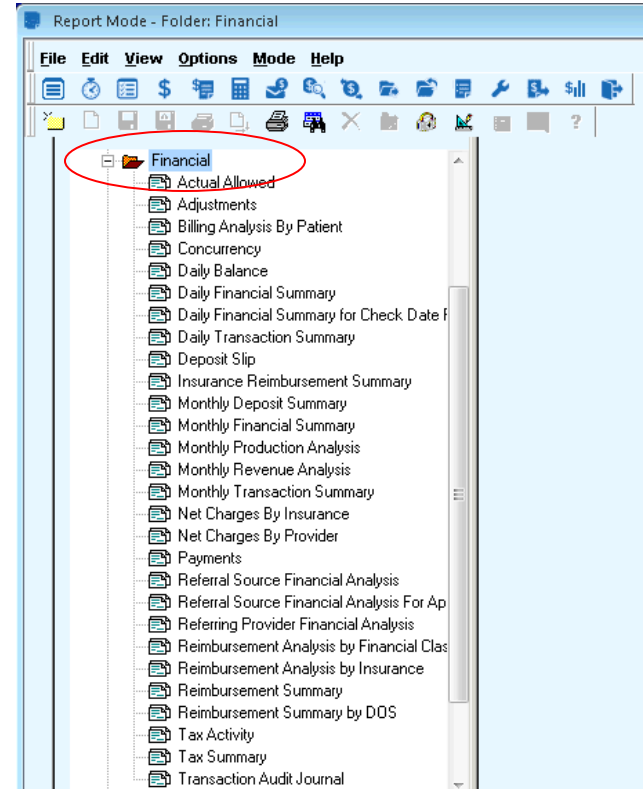 Report Mode - Folder: Financial
File Edit View Options Mode Help
Financial
Actual Allowed
Adjustments
Billing Analysis By Patient
Concurrency
Daily Balance
Daily Financial Summary
Daily Financial Summary for Check Date
Daily Transaction Summary
Deposit Slip
Insurance Reimbursement Summary
Monthly Deposit Summary
Monthly Financial Summary
Monthly Production Analysis
Monthly Revenue Analysis
Monthly Transaction Summary
Net Charges By Insurance
Net Charges By Provider
Payments
Referral Source Financial Analysis
Referral Source Financial Analysis For Ap
Referring Provider Financial Analysis
Reimbursement Analysis by Financial Clas
Reimbursement Analysis by Insurance
Reimbursement Summary
Reimbursement Summary by DOS
Tax Activity
Tax Summary
Transaction Audit Journal